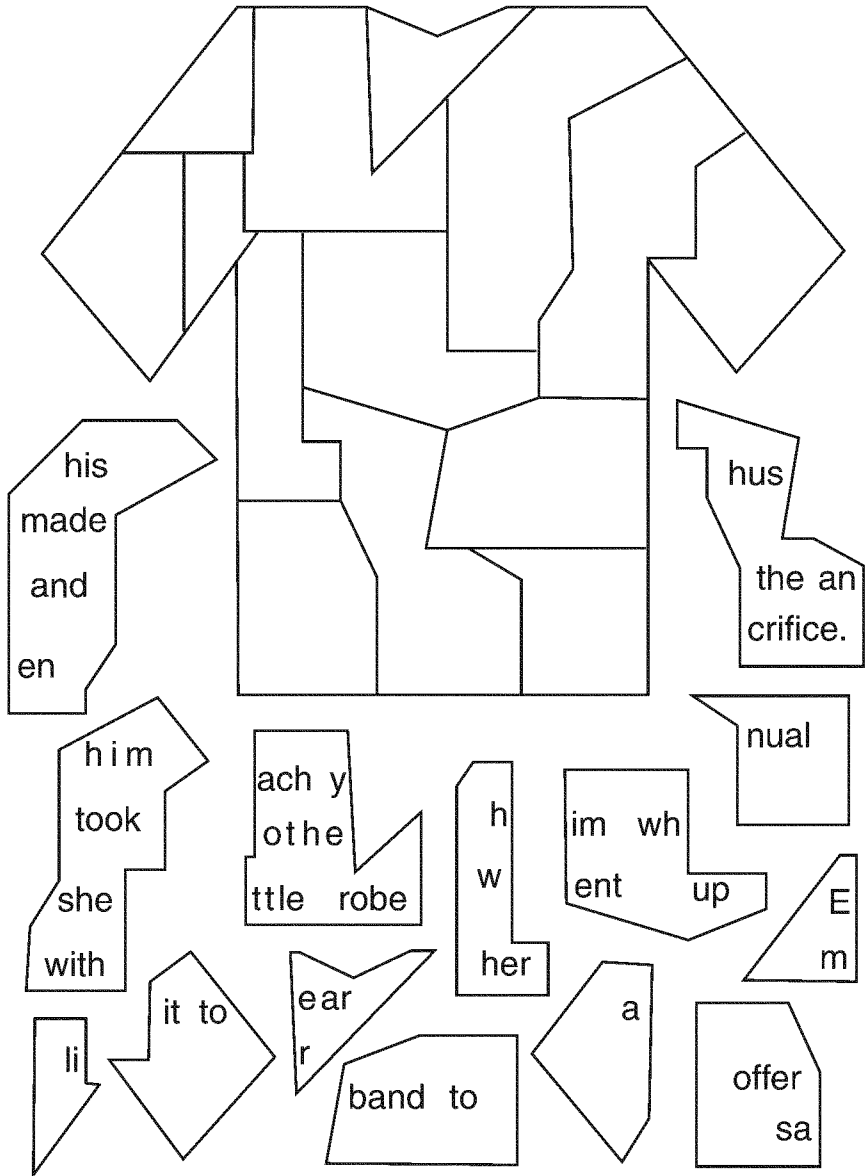 his
made
and
en
hus
the an
crifice.
him
took
she
with
ach y
othe
ttle robe
h
w
her
im wh
ent up
nual
E
m
li
it to
ear
r
band to
a
offer
sa